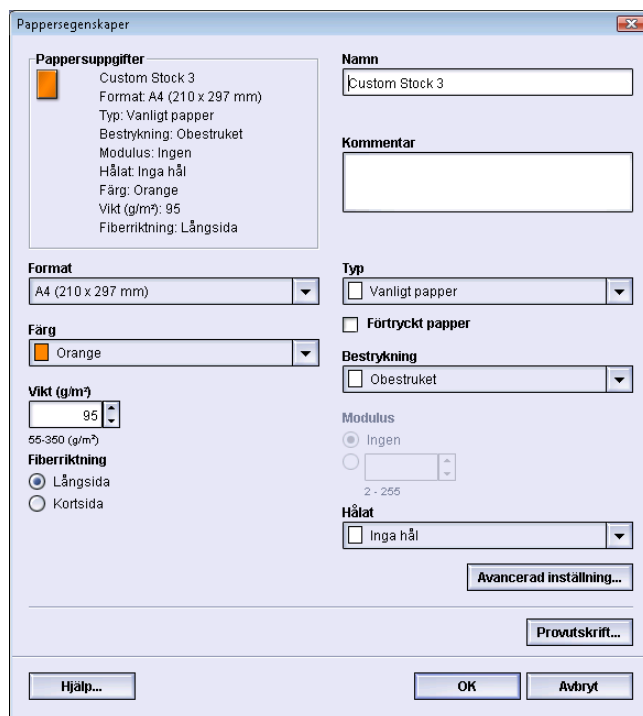 Pappersegenskaper
Pappersuppgifter
Custom Stock 3
Format: A4 (210 x 297 mm)
Typ: Vanligt papper
Bestrykning: Obestruket
Modulus: Ingen
Hålat: Inga hål
Färg: Orange
Vikt (g/m²): 95
Fiberriktning: Långsida
Namn
Custom Stock 3
Kommentar
Format
A4 (210 x 297 mm)
Färg
Orange
Vikt (g/m²)
95
55-350 (g/m²)
Fiberriktning
Långsida
Kortsida
Typ
Vanligt papper
Förtryckt papper
Bestrykning
Obestruket
Modulus
Ingen
2 - 255
Hålat
Inga hål
Avancerad inställning...
Provutskrift...
Hjälp...
OK
Avbryt